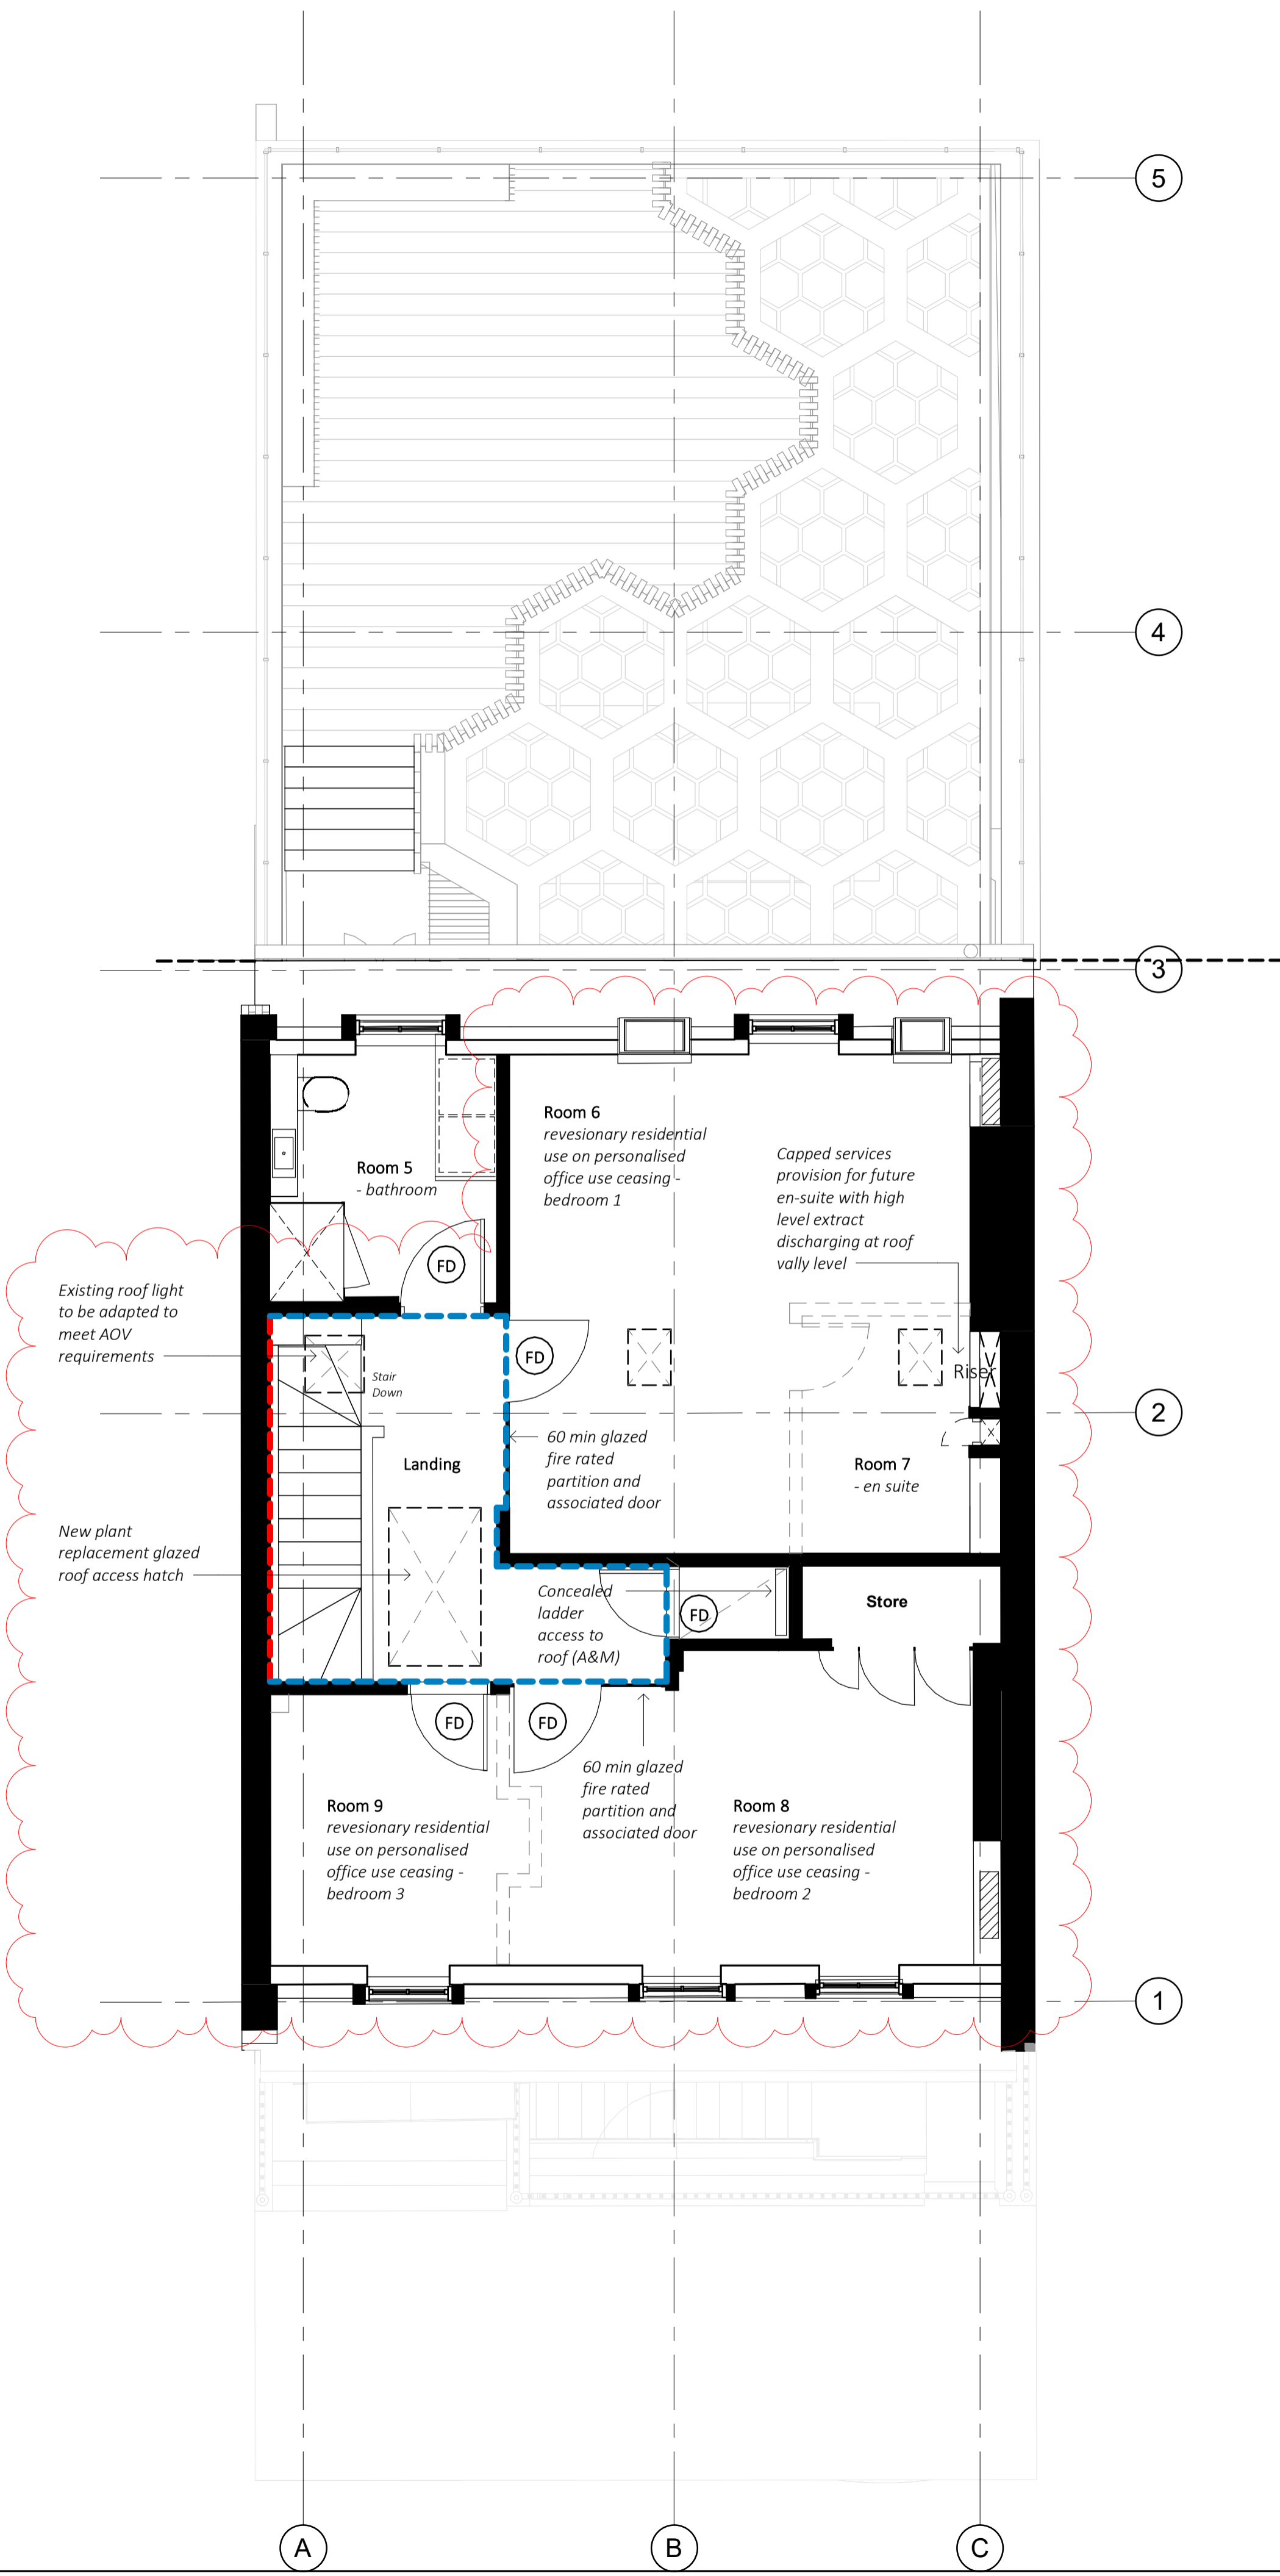 5
4
3
Room 6
revesionary residential
use on personalised
office use ceasing -
bedroom 1
Capped services
provision for future
en-suite with high
level extract
discharging at roof
vally level
Room 5
- bathroom
FD
Existing roof light
to be adapted to
meet AOV
requirements
Stair
Down
FD
Riser
2
60 min glazed
fire rated
partition and
associated door
Landing
Room 7
- en suite
New plant
replacement glazed
roof access hatch
Concealed
ladder
access to
roof (A&M)
FD
Store
FD
FD
60 min glazed
fire rated
partition and
associated door
Room 9
revesionary residential
use on personalised
office use ceasing -
bedroom 3
Room 8
revesionary residential
use on personalised
office use ceasing -
bedroom 2
1
A
B
C